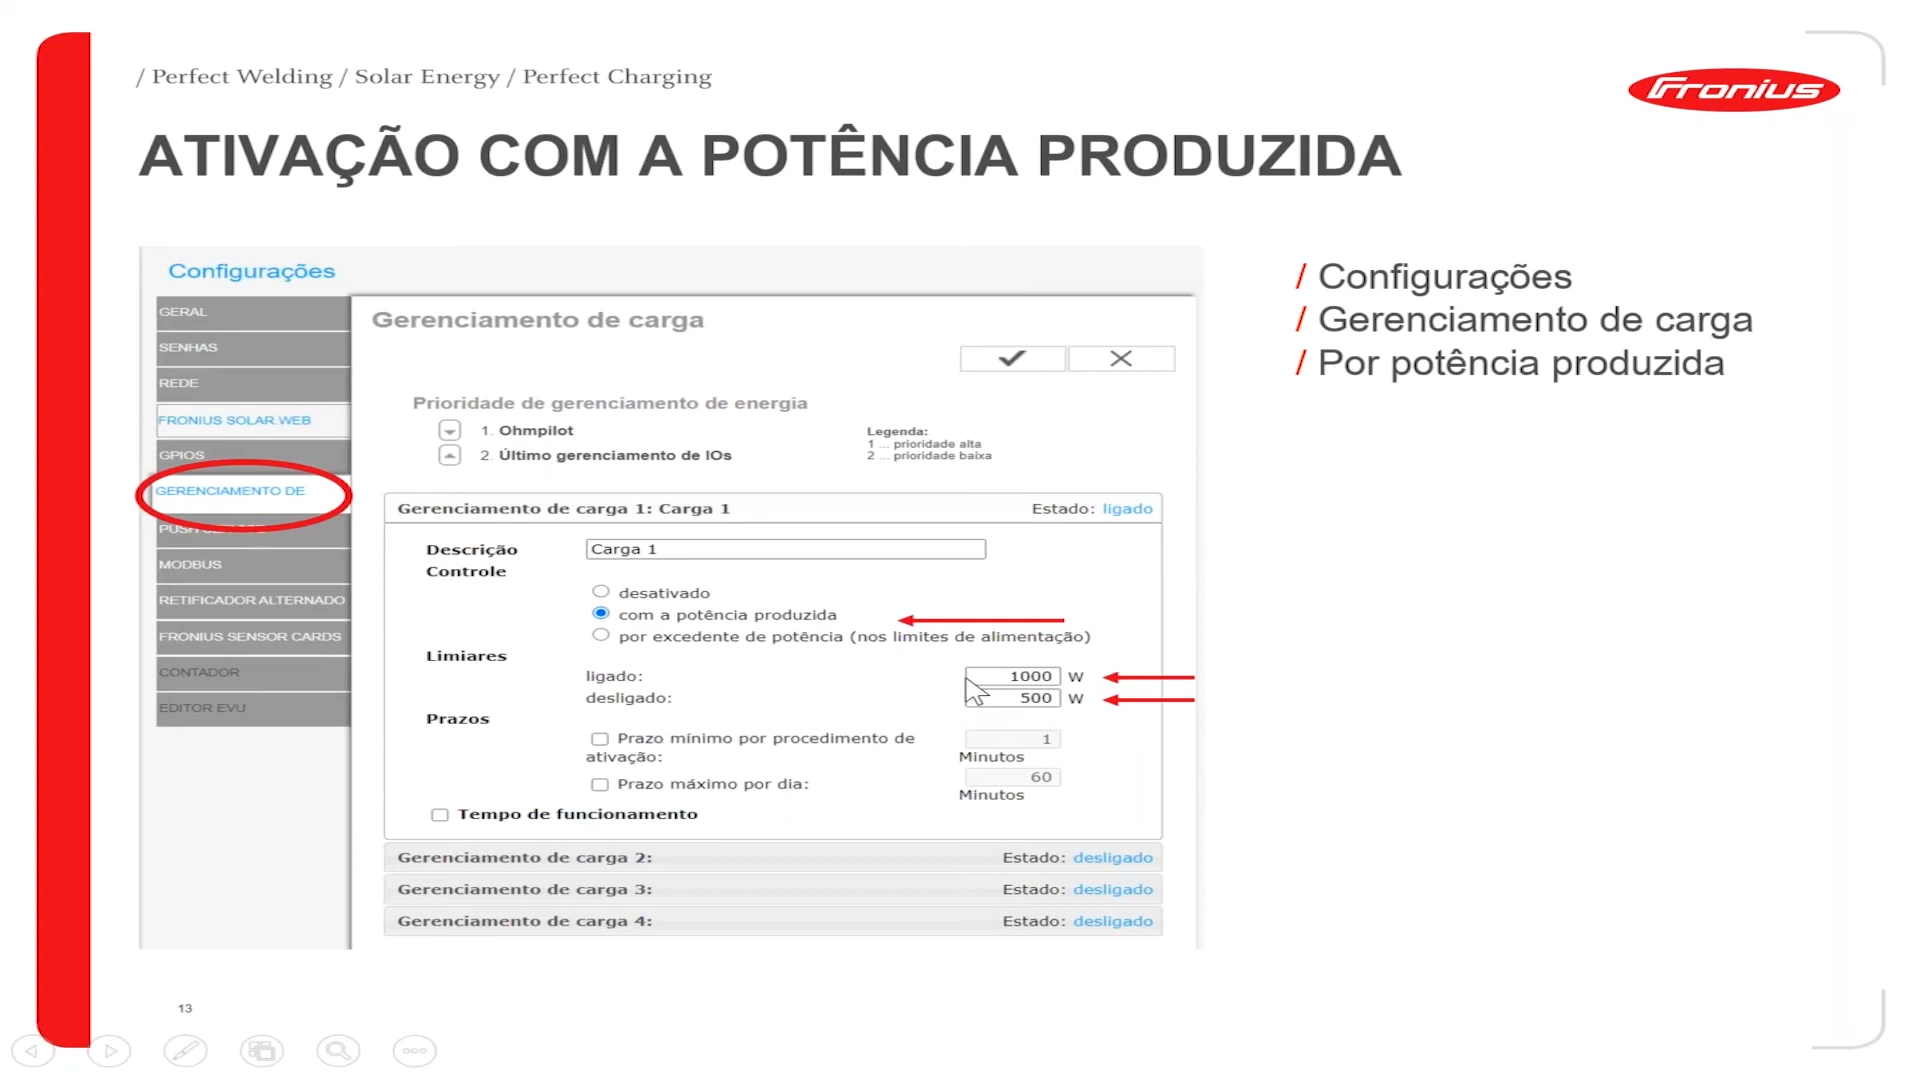 / Perfect Welding / Solar Energy / Perfect Charging
Fronius
ATIVAÇÃO COM A POTÊNCIA PRODUZIDA
Configurações
GERAL
SENHAS
REDE
FRONIUS SOLAR.WEB
GPIOS
GERENCIAMENTO DE
MODBUS
RETIFICADOR ALTERNADO
FRONIUS SENSOR CARDS
CONTADOR
EDITOR EVU
Gerenciamento de carga
Prioridade de gerenciamento de energia
1. Ohmpilot
2. Último gerenciamento de IOs
Legenda:
1 ... prioridade alta
2 ... prioridade baixa
Gerenciamento de carga 1: Carga 1 Estado: ligado
Descrição Carga 1
Controle
desativado
com a potência produzida
por excedente de potência (nos limites de alimentação)
Limiares
ligado: 1000 W
desligado: 500 W
Prazos
Prazo mínimo por procedimento de 1
ativação: Minutos
Prazo máximo por dia: 60
Minutos
Tempo de funcionamento
Gerenciamento de carga 2: Estado: desligado
Gerenciamento de carga 3: Estado: desligado
Gerenciamento de carga 4: Estado: desligado
/ Configurações
/ Gerenciamento de carga
/ Por potência produzida
13